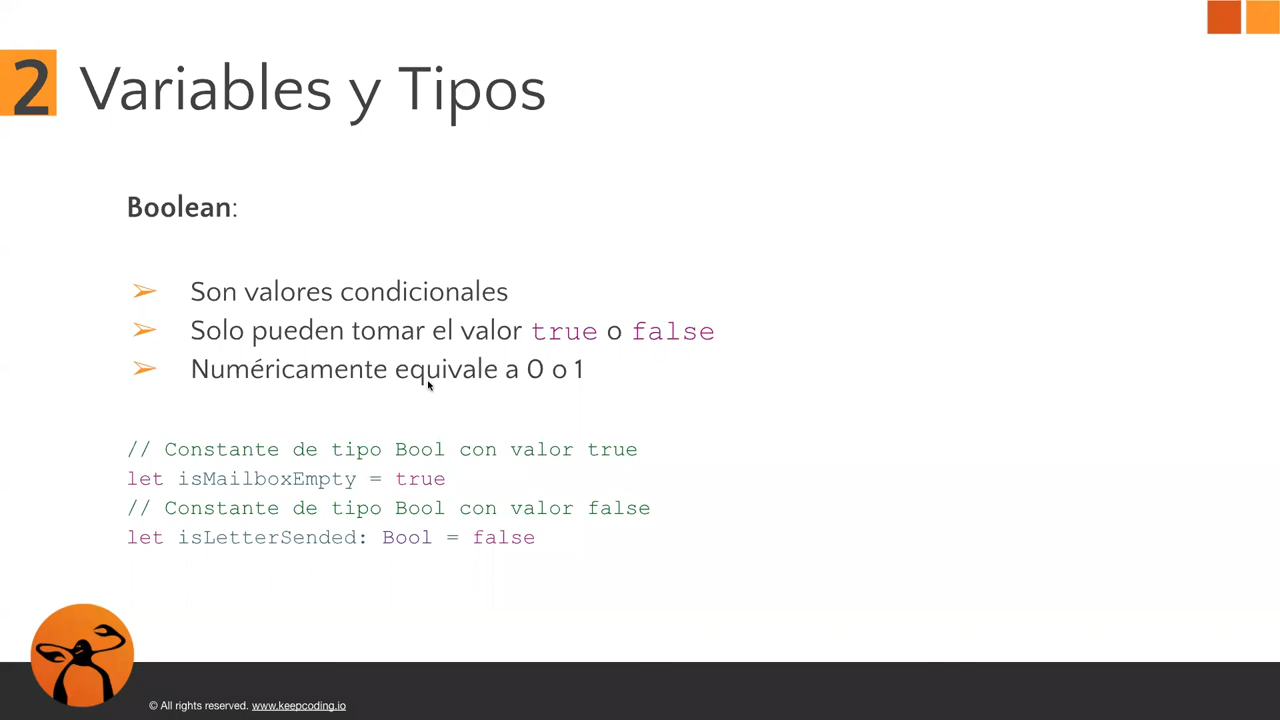 2 Variables y Tipos
Boolean:
➢ Son valores condicionales
➢ Solo pueden tomar el valor true o false
➢ Numéricamente equivale a 0 o 1
// Constante de tipo Bool con valor true
let isMailboxEmpty = true
// Constante de tipo Bool con valor false
let isLetterSended: Bool = false
© All rights reserved. www.keepcoding.io